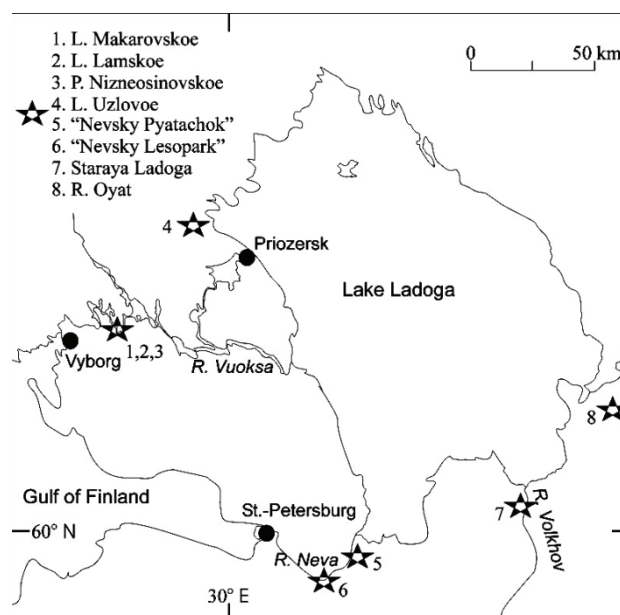 1. L. Makarovskoe
2. L. Lamskoe
3. P. Nizneosinovskoe
4. L. Uzlovoe
5. “Nevsky Pyatachok”
6. “Nevsky Lesopark”
7. Staraya Ladoga
8. R. Oyat
0 50 km
4
Priozersk
Lake Ladoga
1,2,3
Vyborg
R. Vuoksa
8
Gulf of Finland
St.-Petersburg
7
R. Volkhov
60° N
R. Neva
5
6
30° E